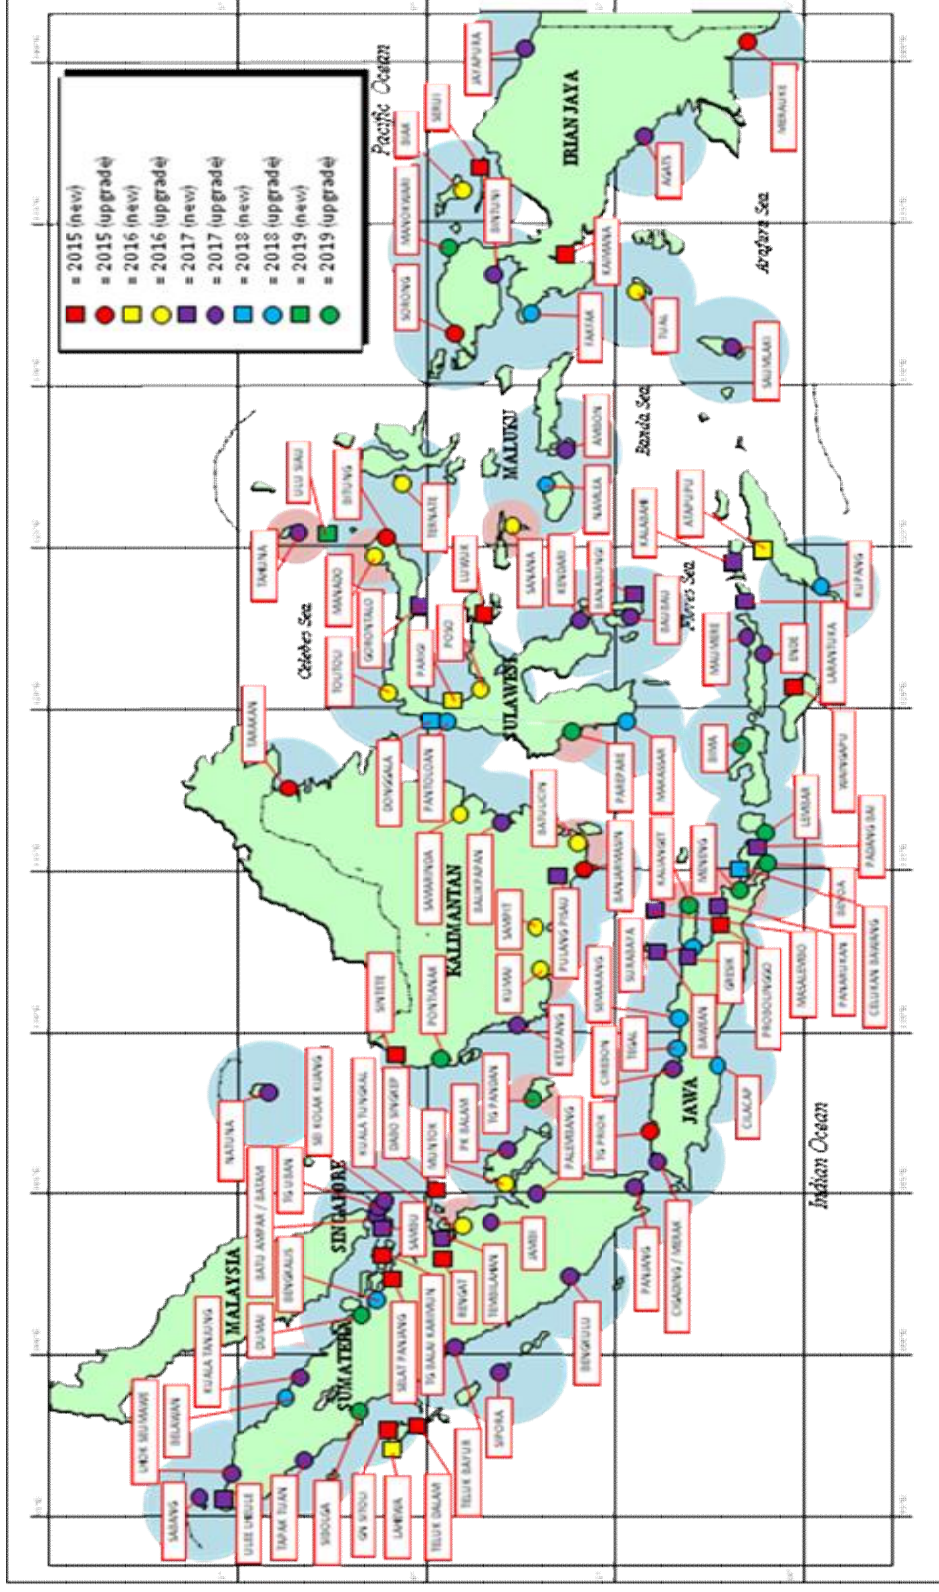 = 2015 (new)
= 2015 (upgrade)
= 2016 (new)
= 2016 (upgrade)
= 2017 (new)
= 2017 (upgrade)
= 2018 (new)
= 2018 (upgrade)
= 2019 (new)
= 2019 (upgrade)
Pacific Ocean
Celebes Sea
Banda Sea
Flores Sea
Arafura Sea
Indian Ocean
MALAYSIA
SINGAPORE
SUMATERA
KALIMANTAN
SULAWESI
MALUKU
IRIAN JAYA
JAWA
SABANG
LHOK SEUMAWE
BELAWAN
KUALA TANJUNG
DUMAI
BENGKALIS
BATU AMPAR / BATAM
TG UBAN
NATUNA
SEI KOLAK KIJANG
KUALA TUNGKAL
DABO SINGKEP
MUNTOK
PK BALAM
TG PANDAN
PALEMBANG
TG PRIOK
SINTETE
PONTIANAK
KUMAI
SAMPIT
PULANG PISAU
SAMARINDA
BALIKPAPAN
BATULICIN
BANJARMASIN
KETAPANG
TARAKAN
ULEE LHEULE
TAPAK TUAN
SIBOLGA
GN SITOLI
LAHEWA
TELUK DALAM
TELUK BAYUR
SIPORA
SELAT PANJANG
TG BALAI KARIMUN
SAMBU
RENGAT
TEMBILAHAN
JAMBI
BENGKULU
PANJANG
CIGADING / MERAK
CIREBON
TEGAL
SEMARANG
SURABAYA
KALIANGET
MENENG
CILACAP
BAWEAN
GRESIK
PROBOLINGGO
MASALEMBO
PANARUKAN
CELUKAN BAWANG
BENOA
PADANG BAI
LEMBAR
BIMA
WAINGAPU
LARANTUKA
ENDE
MAUMERE
KUPANG
ATAPUPU
KALABAHI
DONGGALA
PANTOLOAN
PAREPARE
MAKASSAR
TOLITOLI
PARIGI
POSO
GORONTALO
MANADO
LUWUK
TAHUNA
ULU SIAU
BITUNG
TERNATE
SANANA
KENDARI
BANABUNGI
BAUBAU
NAMLEA
AMBON
SORONG
MANOKWARI
BIAK
SERUI
BINTUNI
FAKFAK
KAIMANA
TUAL
SAUMLAKI
AGATS
JAYAPURA
MERAUKE